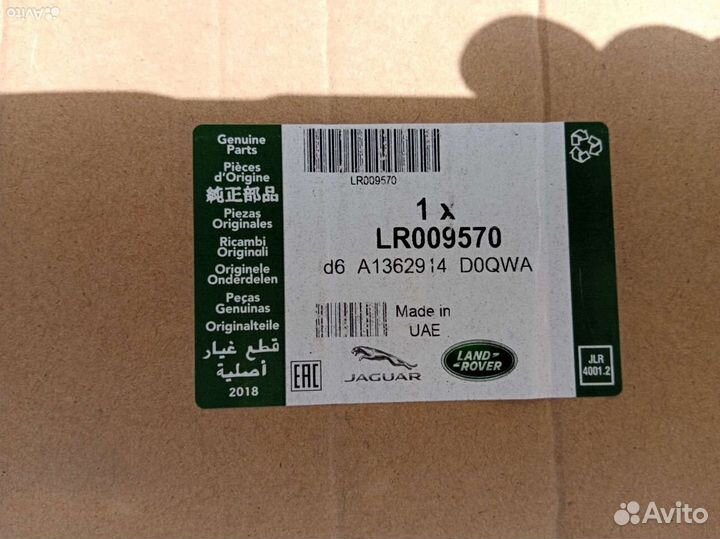 Avito
Genuine
Parts
Pièces
d'Origine
純正部品
Piezas
Originales
Ricambi
Originali
Originele
Onderdelen
Peças
Genuinas
Originalteile
قطع غيار
أصلية
2018
LR009570
1 x
LR009570
d6 A1362914 D0QWA
Made in
UAE
EAC
JAGUAR
LAND-
ROVER
JLR
4001.2
Avito